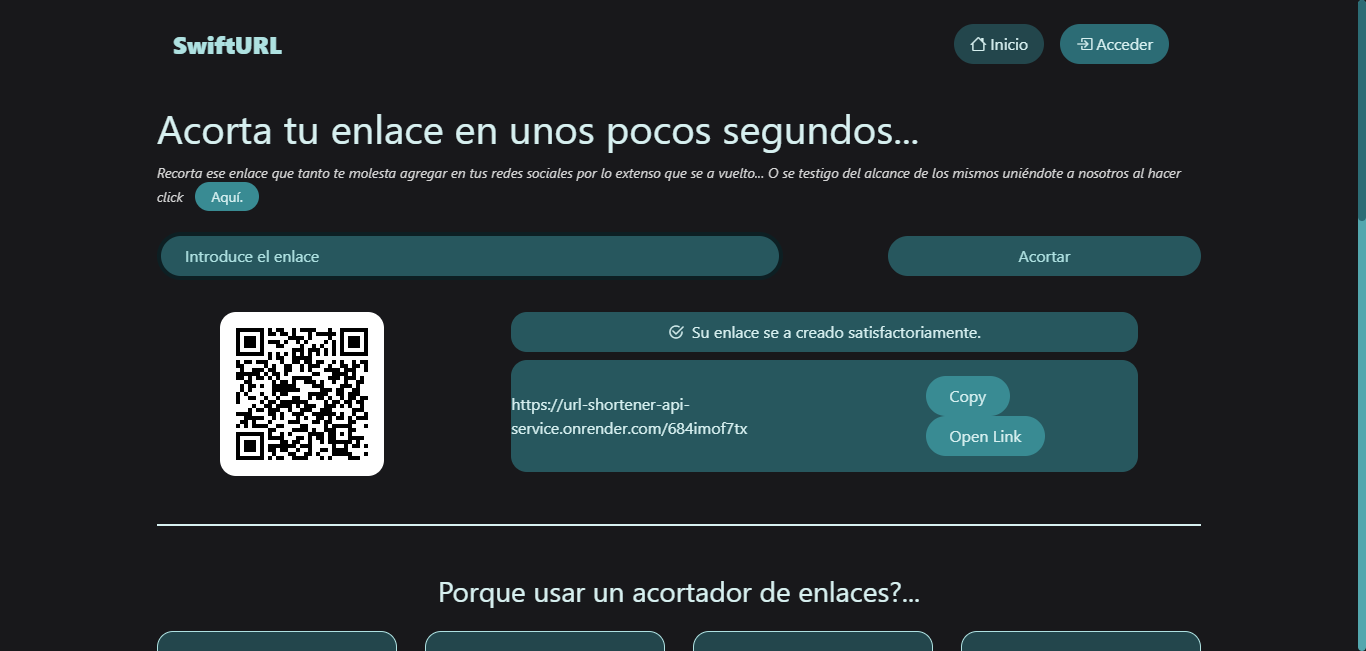 SwiftURL
Inicio
Acceder
Acorta tu enlace en unos pocos segundos...
Recorta ese enlace que tanto te molesta agregar en tus redes sociales por lo extenso que se a vuelto... O se testigo del alcance de los mismos uniéndote a nosotros al hacer
click Aquí.
Introduce el enlace
Acortar
Su enlace se a creado satisfactoriamente.
https://url-shortener-api-
service.onrender.com/684imof7tx
Copy
Open Link
Porque usar un acortador de enlaces?...